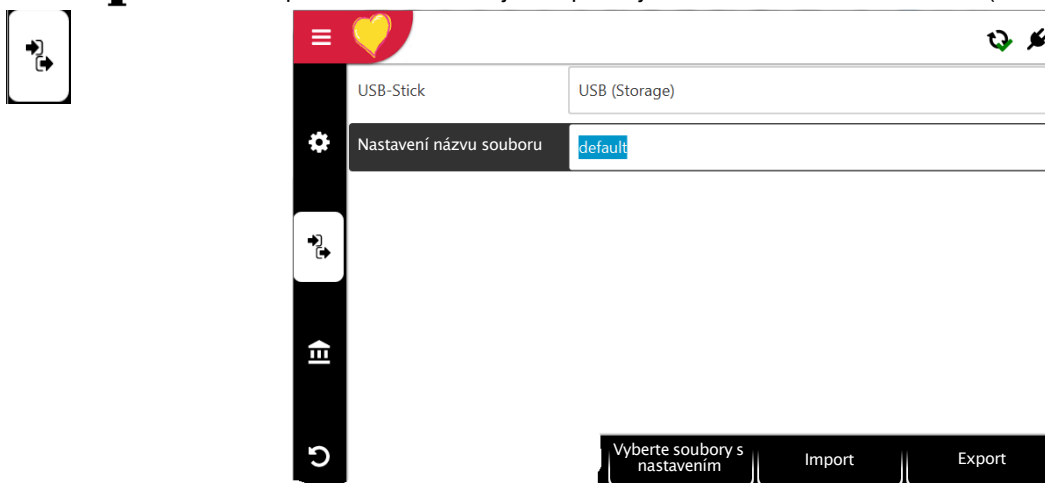 USB-Stick
USB (Storage)
Nastavení názvu souboru
default
Vyberte soubory s
nastavením
Import
Export